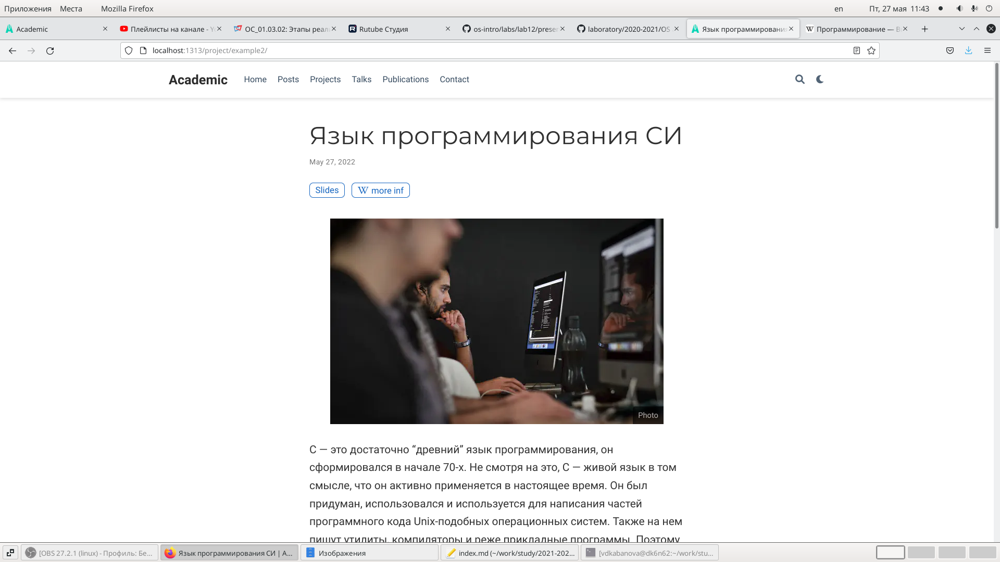 Приложения Места Mozilla Firefox en Пт, 27 мая 11:43
Academic Плейлисты на канале - Yo ОС_01.03.02: Этапы реали Rutube Студия os-intro/labs/lab12/presen laboratory/2020-2021/OS Язык программирования Программирование — В
localhost:1313/project/example2/
Academic Home Posts Projects Talks Publications Contact
Язык программирования СИ
May 27, 2022
Slides W more inf
Photo
С — это достаточно “древний” язык программирования, он
сформировался в начале 70-х. Не смотря на это, С — живой язык в том
смысле, что он активно применяется в настоящее время. Он был
придуман, использовался и используется для написания частей
программного кода Unix-подобных операционных систем. Также на нем
пишут утилиты, компиляторы и реже прикладные программы. Поэтому
[OBS 27.2.1 (linux) - Профиль: Бе... Язык программирования СИ | A... Изображения index.md (~/work/study/2021-202... [vdkabanova@dk6n62:~/work/stu...